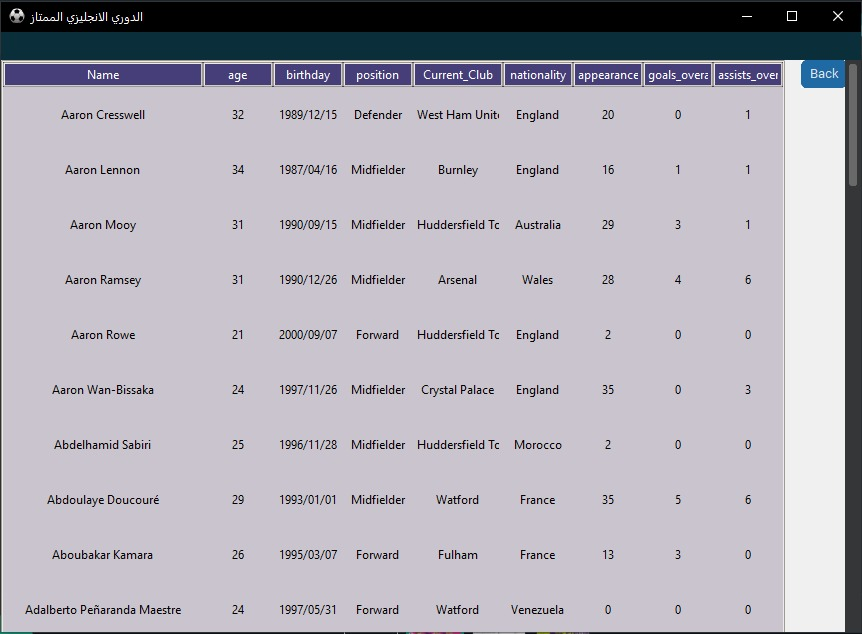 الدوري الانجليزي الممتاز
Name age birthday position Current_Club nationality appearance goals_overa assists_over Back
Aaron Cresswell 32 1989/12/15 Defender West Ham Unite England 20 0 1
Aaron Lennon 34 1987/04/16 Midfielder Burnley England 16 1 1
Aaron Mooy 31 1990/09/15 Midfielder Huddersfield To Australia 29 3 1
Aaron Ramsey 31 1990/12/26 Midfielder Arsenal Wales 28 4 6
Aaron Rowe 21 2000/09/07 Forward Huddersfield To England 2 0 0
Aaron Wan-Bissaka 24 1997/11/26 Midfielder Crystal Palace England 35 0 3
Abdelhamid Sabiri 25 1996/11/28 Midfielder Huddersfield To Morocco 2 0 0
Abdoulaye Doucouré 29 1993/01/01 Midfielder Watford France 35 5 6
Aboubakar Kamara 26 1995/03/07 Forward Fulham France 13 3 0
Adalberto Peñaranda Maestre 24 1997/05/31 Forward Watford Venezuela 0 0 0